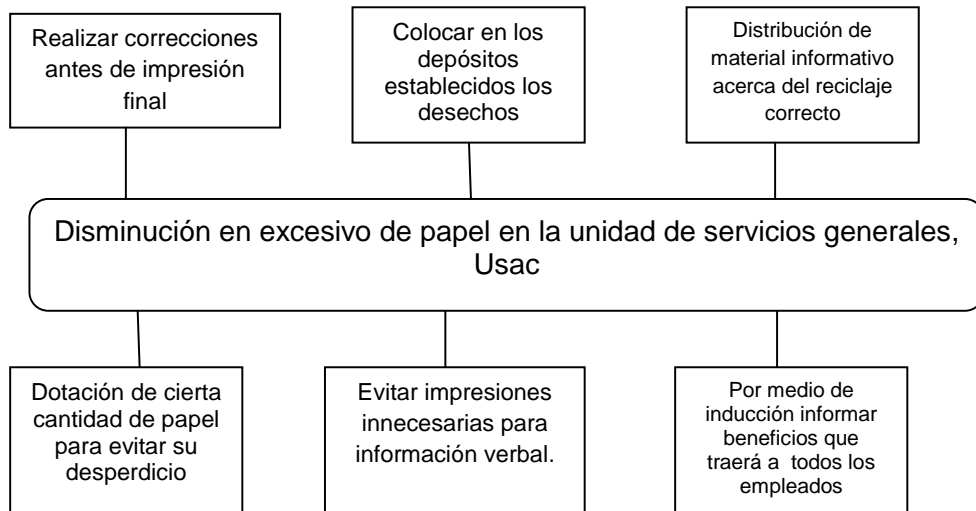 Realizar correcciones
antes de impresión
final
Colocar en los
depósitos
establecidos los
desechos
Distribución de
material informativo
acerca del reciclaje
correcto
Disminución en excesivo de papel en la unidad de servicios generales,
Usac
Dotación de cierta
cantidad de papel
para evitar su
desperdicio
Evitar impresiones
innecesarias para
información verbal.
Por medio de
inducción informar
beneficios que
traerá a todos los
empleados